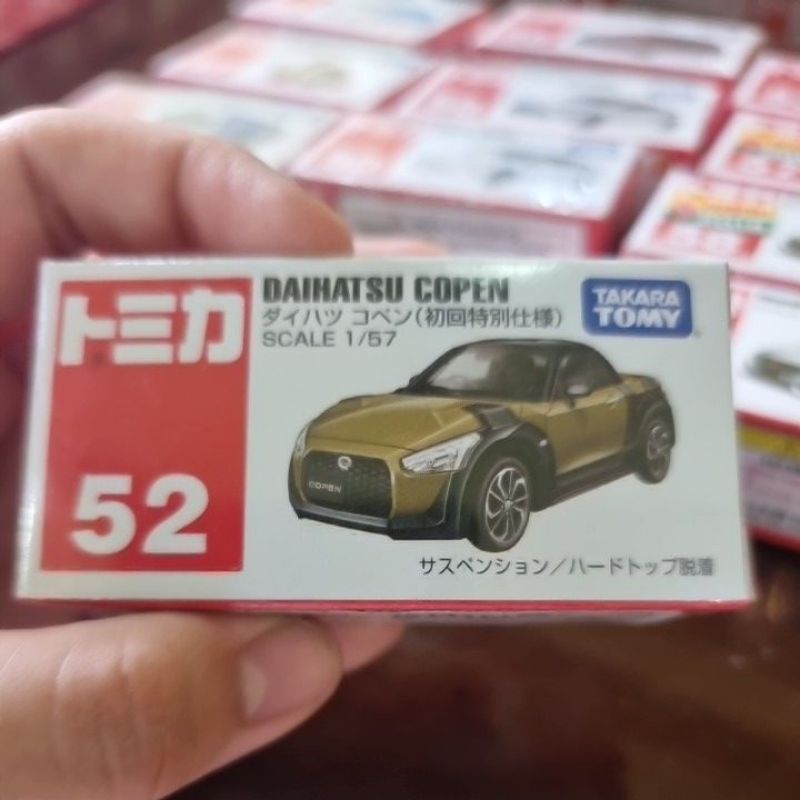 トミカ
52
DAIHATSU COPEN
ダイハツ コペン(初回特別仕様)
SCALE 1/57
TAKARA
TOMY
COPEN
サスペンション/ハードトップ脱着